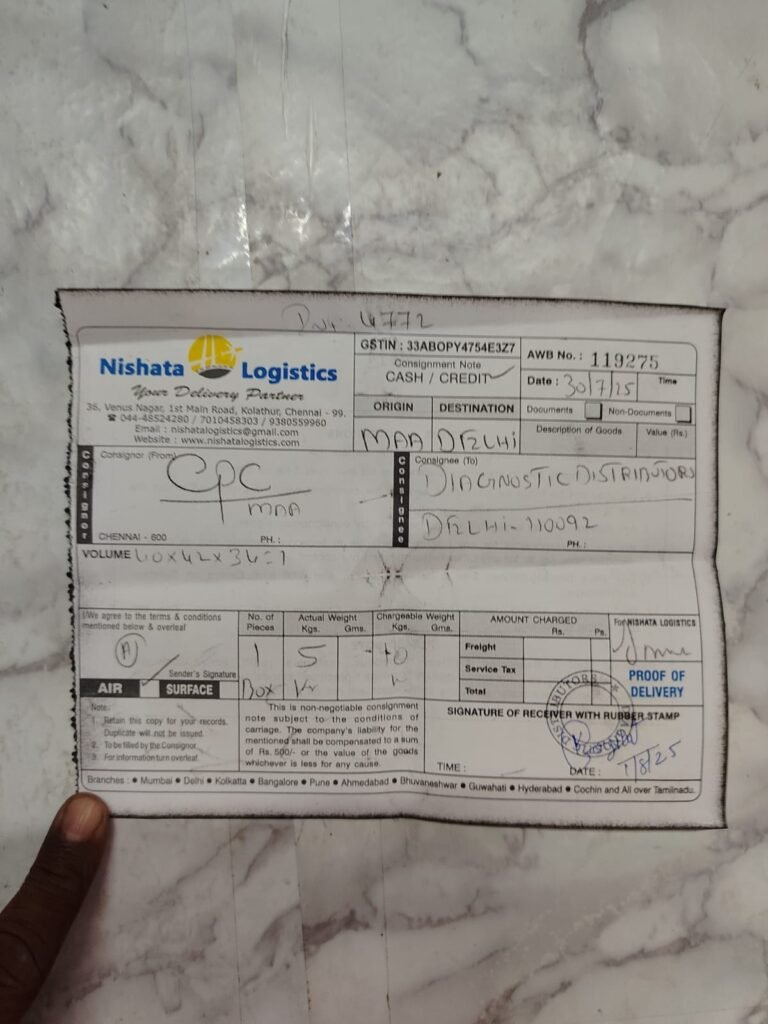 4772
Nishata Logistics
Your Delivery Partner
36, Venus Nagar, 1st Main Road, Kolathur, Chennai - 99.
☎ 044-48524280 / 7010458303 / 9380559960
Email : nishatalogistics@gmail.com
Website : www.nishatalogistics.com
GSTIN : 33ABOPY4754E3Z7
Consignment Note
CASH / CREDIT ✓
AWB No. : 119275
Date : 30/7/25 Time
ORIGIN DESTINATION
MAA DELHI
Documents Non-Documents
Description of Goods Value (Rs.)
Consignor
Consignor (From)
CPC
MAA
CHENNAI - 600 PH. :
Consignee
Consignee (To)
DIAGNOSTIC DISTRIBUTORS
DELHI-110092
PH. :
VOLUME 40x42x34=1
I/We agree to the terms & conditions
mentioned below & overleaf
A
Sender's Signature
AIR SURFACE
No. of Pieces
1
Box
Actual Weight
Kgs. Gms.
5
Chargeable Weight
Kgs. Gms.
10
AMOUNT CHARGED
Rs. Ps.
Freight
Service Tax
Total
For NISHATA LOGISTICS
PROOF OF
DELIVERY
Note:
1. Retain this copy for your records.
Duplicate will not be issued.
2. To be filled by the Consignor.
3. For information turn overleaf.
This is non-negotiable consignment
note subject to the conditions of
carriage. The company's liability for
the mentioned shall be compensated to a sum
of Rs. 500/- or the value of the goods
whichever is less for any cause.
SIGNATURE OF RECEIVER WITH RUBBER STAMP
TIME : DATE : 1/8/25
Branches : ● Mumbai ● Delhi ● Kolkatta ● Bangalore ● Pune ● Ahmedabad ● Bhuvaneshwar ● Guwahati ● Hyderabad ● Cochin and All over Tamilnadu.